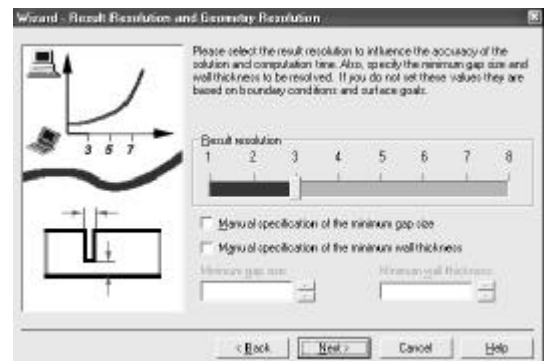 Wizard - Result Resolution and Geometry Resolution
Please select the result resolution to influence the accuracy of the
solution and computation time. Also, specify the minimum gap size and
wall thickness to be resolved. If you do not set these values they are
based on boundary conditions and surface goals.
3 5 7
Result resolution
1 2 3 4 5 6 7 8
Manual specification of the minimum gap size
Manual specification of the minimum wall thickness
Minimum gap size
Minimum wall thickness
< Back
Next >
Cancel
Help